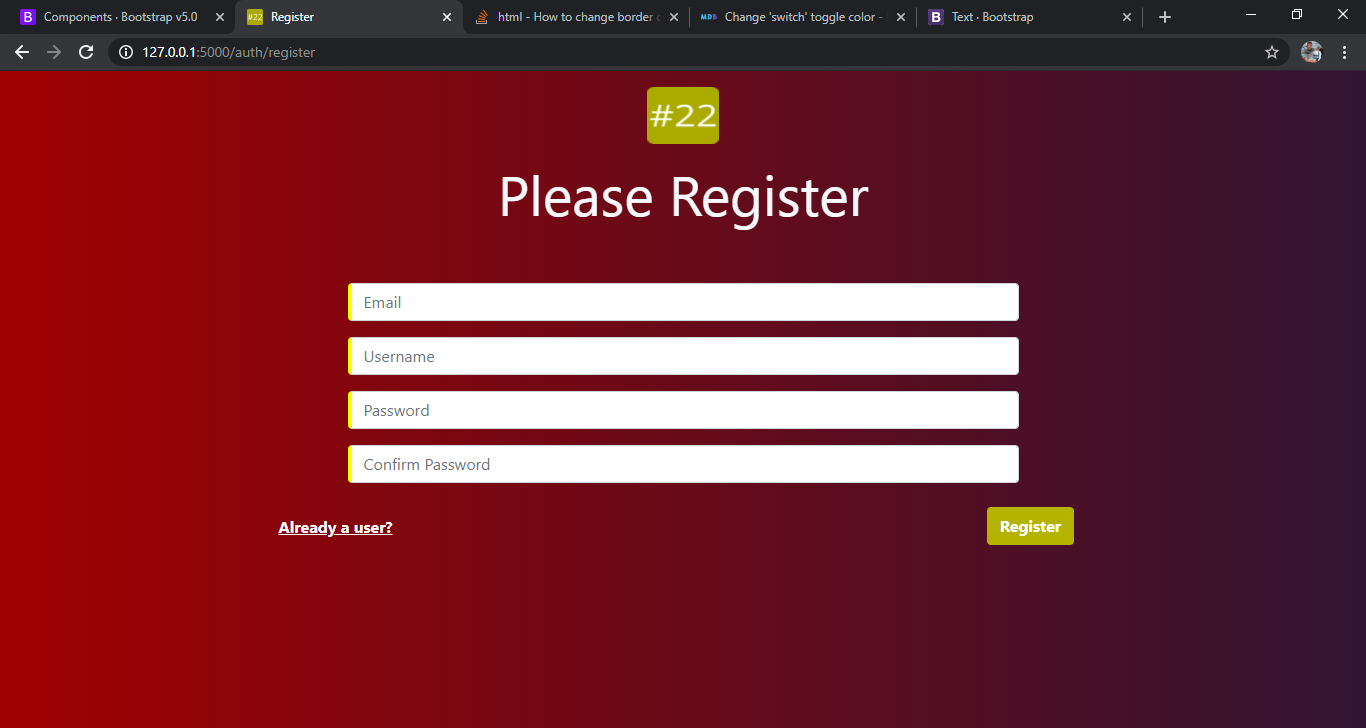 Components · Bootstrap v5.0
#22 Register
html - How to change border
MDB Change 'switch' toggle color -
B Text · Bootstrap
127.0.0.1:5000/auth/register
#22
Please Register
Email
Username
Password
Confirm Password
Already a user? Register